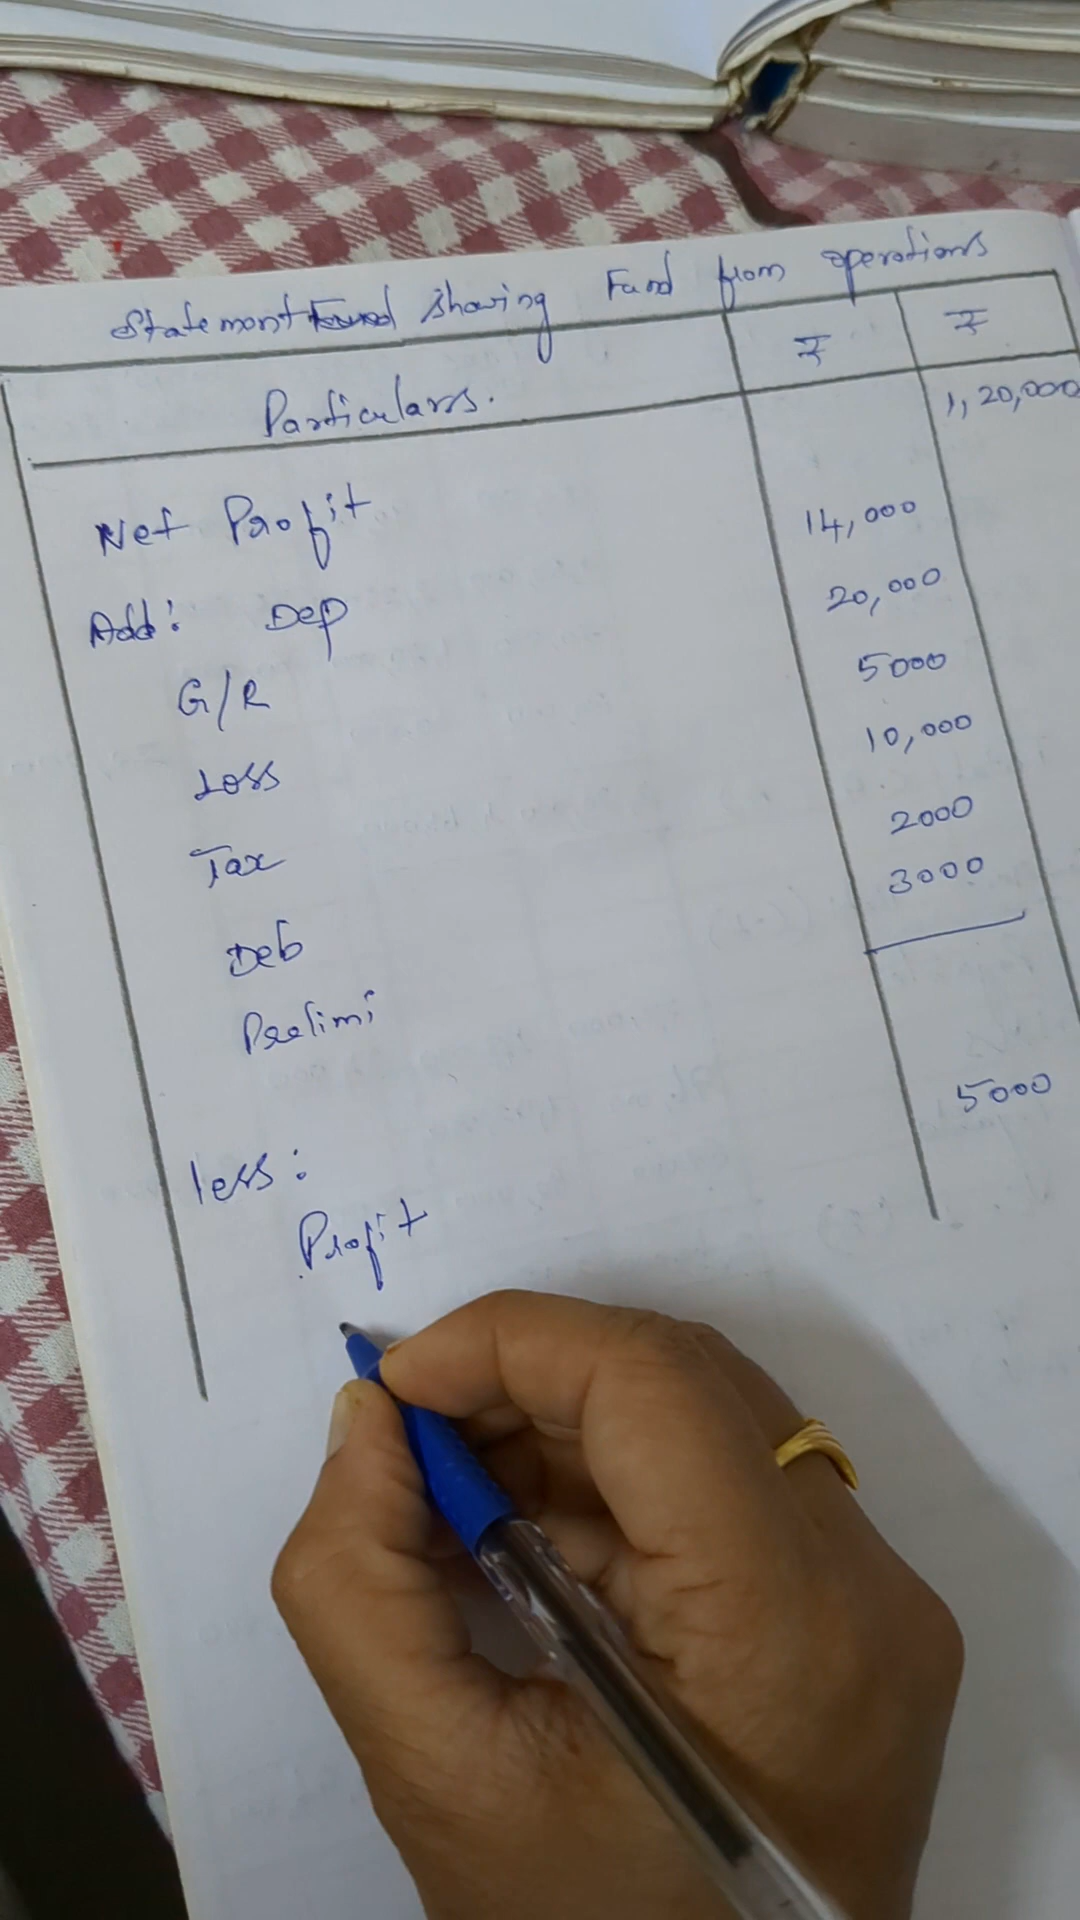 Statement showing Fund from operations
Particulars. ₹ ₹
Net Profit 1,20,000
Add: Dep 14,000
G/R 20,000
Loss 5000
Tax 10,000
Deb 2000
Prelimi 3000
less:
Profit 5000